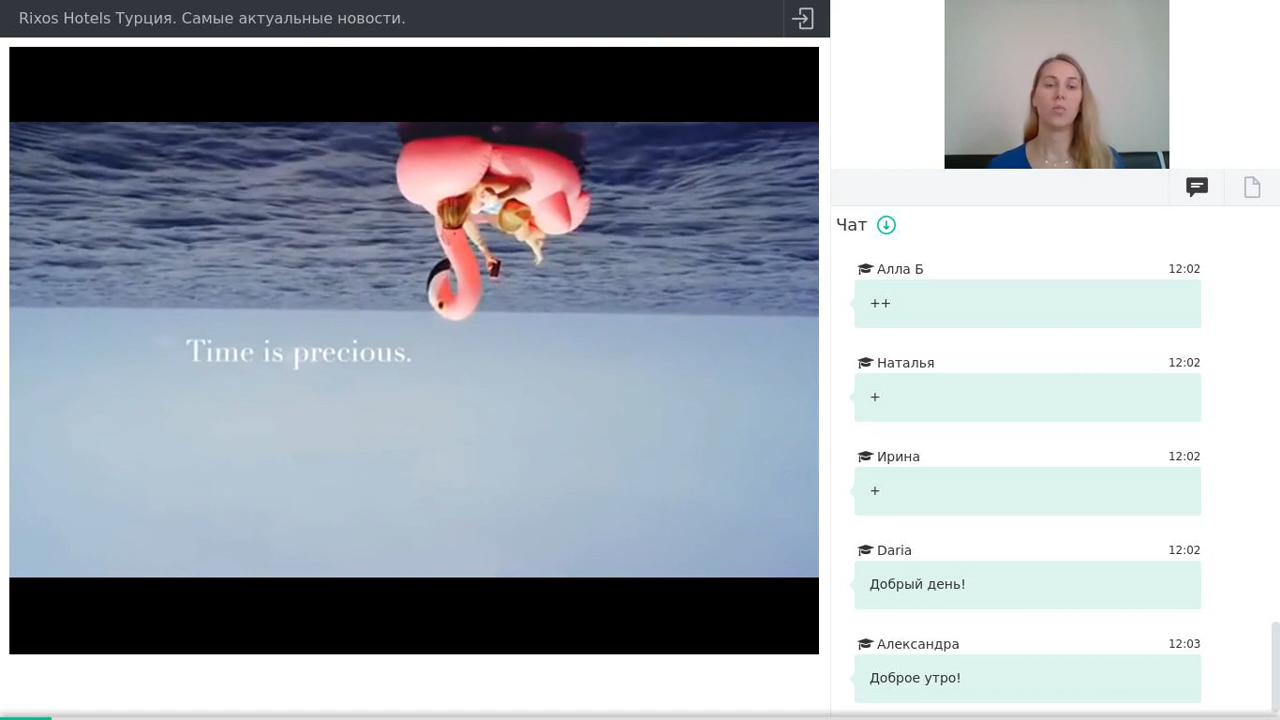 Rixos Hotels Турция. Самые актуальные новости.
Time is precious.
Чат
Алла Б 12:02
++
Наталья 12:02
+
Ирина 12:02
+
Daria 12:02
Добрый день!
Александра 12:03
Доброе утро!